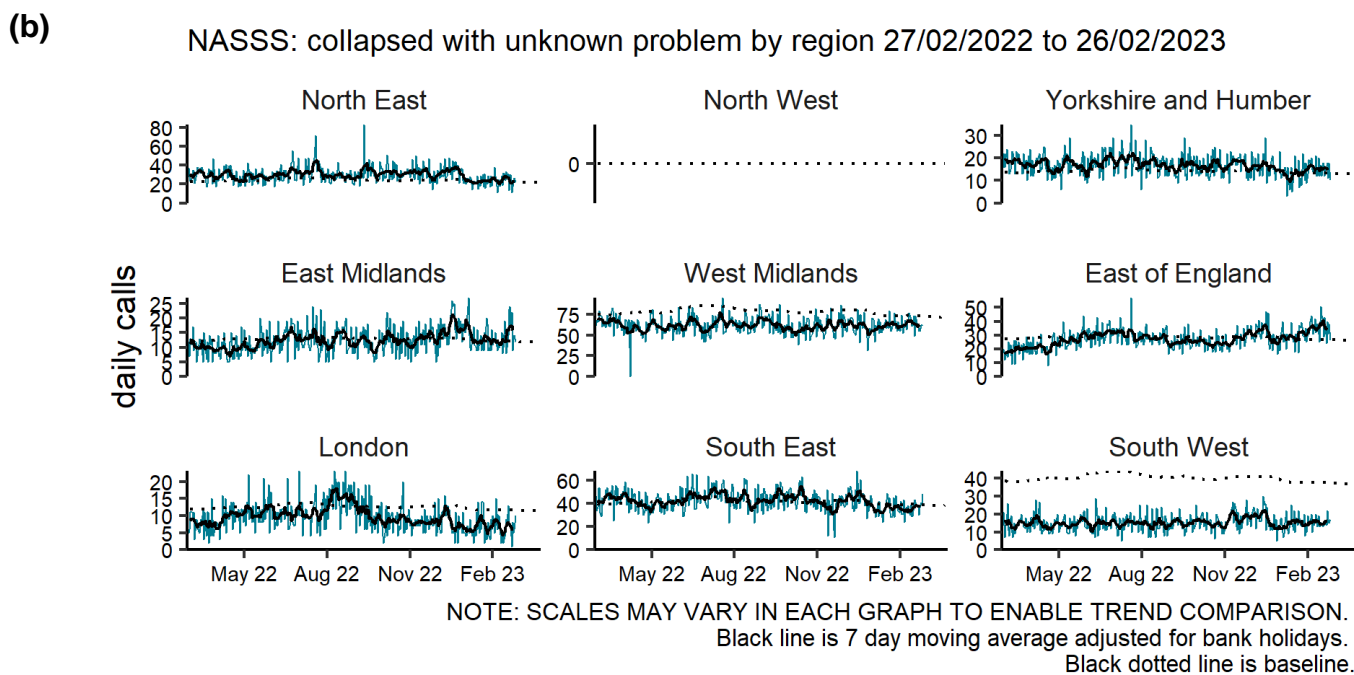 (b)
NASSS: collapsed with unknown problem by region 27/02/2022 to 26/02/2023
North East
North West
Yorkshire and Humber
80
60
40
20
0
0
30
20
10
0
daily calls
East Midlands
West Midlands
East of England
25
20
15
10
5
0
75
50
25
0
50
40
30
20
10
0
London
South East
South West
20
15
10
5
0
60
40
20
0
40
30
20
10
0
May 22 Aug 22 Nov 22 Feb 23
May 22 Aug 22 Nov 22 Feb 23
May 22 Aug 22 Nov 22 Feb 23
NOTE: SCALES MAY VARY IN EACH GRAPH TO ENABLE TREND COMPARISON.
Black line is 7 day moving average adjusted for bank holidays.
Black dotted line is baseline.